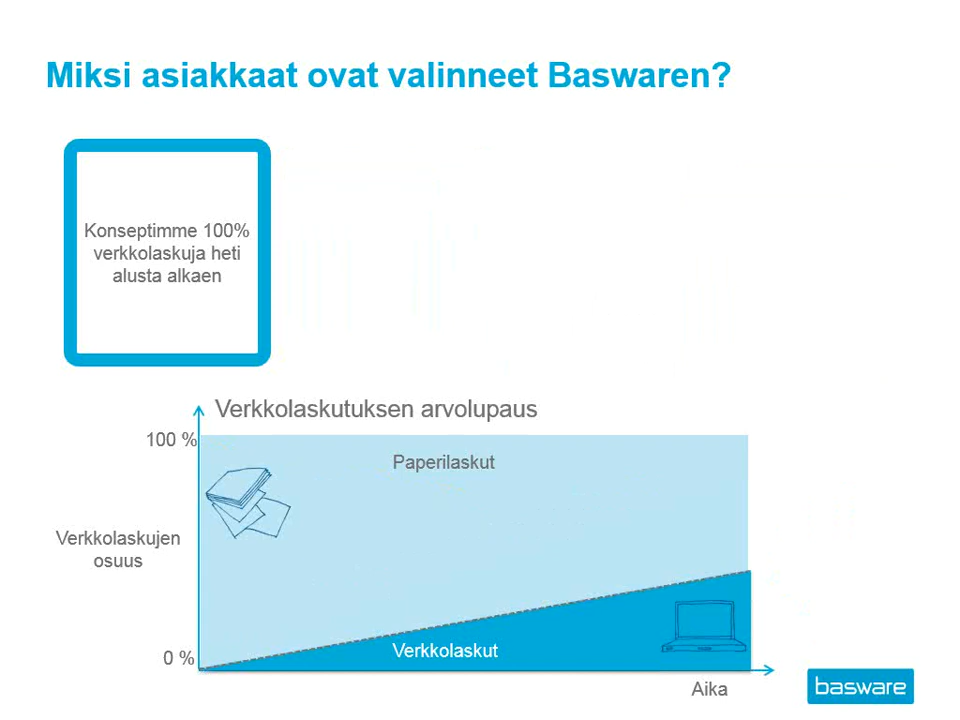 Miksi asiakkaat ovat valinneet Baswaren?
Konseptimme 100%
verkkolaskuja heti
alusta alkaen
Verkkolaskutuksen arvolupaus
100 %
Paperilaskut
Verkkolaskujen
osuus
Verkkolaskut
0 %
Aika
basware